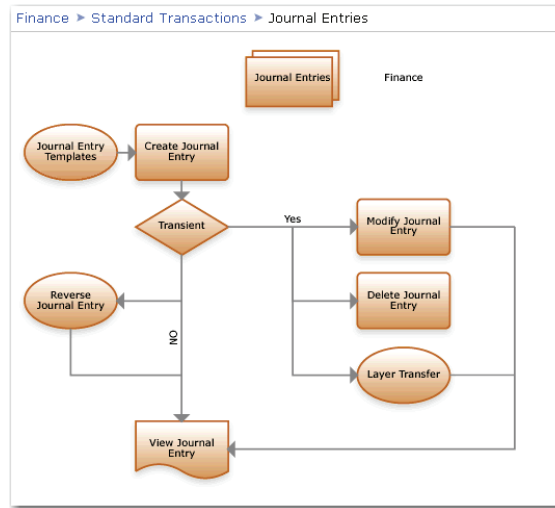 Finance ➤ Standard Transactions ➤ Journal Entries
Journal Entries
Finance
Journal Entry
Templates
Create Journal
Entry
Transient
Yes
Modify Journal
Entry
Reverse
Journal Entry
Delete Journal
Entry
NO
Layer Transfer
View Journal
Entry